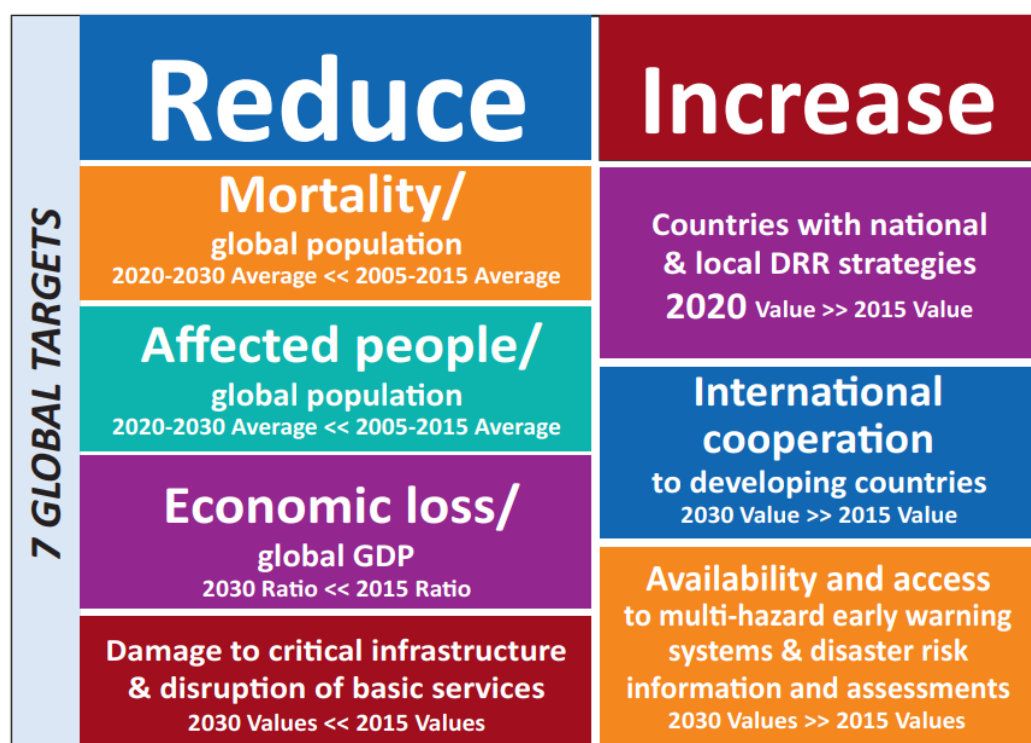 7 GLOBAL TARGETS
Reduce
Mortality/
global population
2020-2030 Average << 2005-2015 Average
Affected people/
global population
2020-2030 Average << 2005-2015 Average
Economic loss/
global GDP
2030 Ratio << 2015 Ratio
Damage to critical infrastructure
& disruption of basic services
2030 Values << 2015 Values
Increase
Countries with national
& local DRR strategies
2020 Value >> 2015 Value
International
cooperation
to developing countries
2030 Value >> 2015 Value
Availability and access
to multi-hazard early warning
systems & disaster risk
information and assessments
2030 Values >> 2015 Values